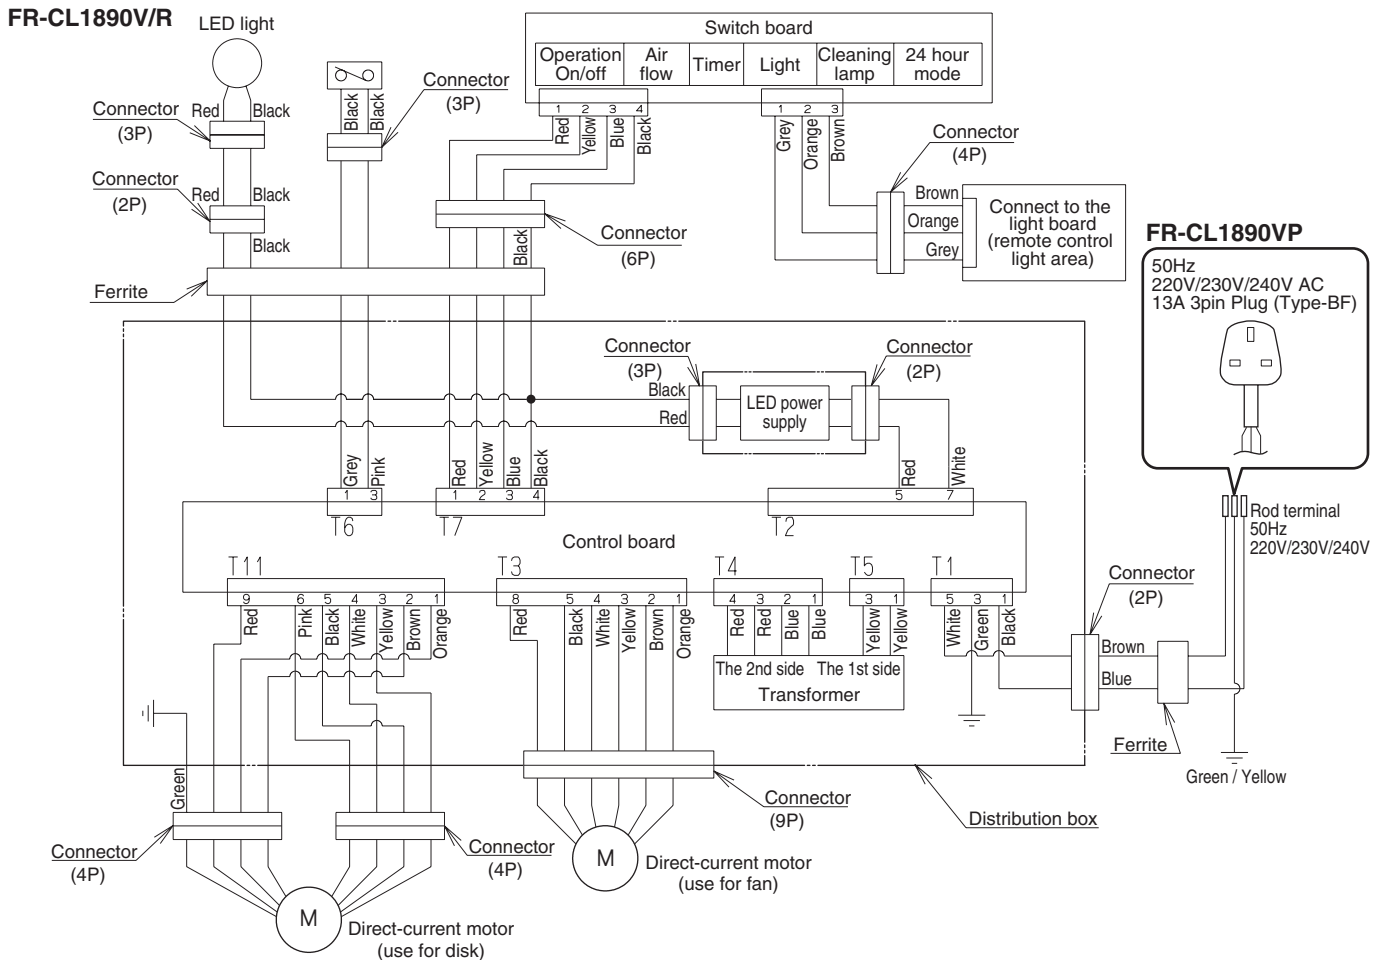 FR-CL1890V/R
LED light
Switch board
Operation On/off
Air flow
Timer
Light
Cleaning lamp
24 hour mode
1 2 3 4
1 2 3
Red
Yellow
Blue
Black
Grey
Orange
Brown
Connector
(3P)
Red
Black
Black
Black
Connector
(3P)
Connector
(2P)
Red
Black
Black
Connector
(4P)
Brown
Orange
Grey
Connect to the
light board
(remote control
light area)
Connector
(6P)
Black
Ferrite
FR-CL1890VP
50Hz
220V/230V/240V AC
13A 3pin Plug (Type-BF)
Connector
(3P)
Connector
(2P)
Black
Red
LED power
supply
Grey
Pink
Red
Yellow
Blue
Black
Red
White
1 3
1 2 3 4
5 7
T6
T7
T2
Control board
Rod terminal
50Hz
220V/230V/240V
T11
T3
T4
T5
T1
9 6 5 4 3 2 1
8 5 4 3 2 1
4 3 2 1
3 1
5 3 1
Red
Pink
Black
White
Yellow
Brown
Orange
Red
Black
White
Yellow
Brown
Orange
Red
Red
Blue
Blue
Yellow
Yellow
White
Green
Black
The 2nd side
The 1st side
Transformer
Connector
(2P)
Brown
Blue
Ferrite
Green / Yellow
Green
Connector
(4P)
Connector
(4P)
Connector
(9P)
Distribution box
M
Direct-current motor
(use for fan)
M
Direct-current motor
(use for disk)